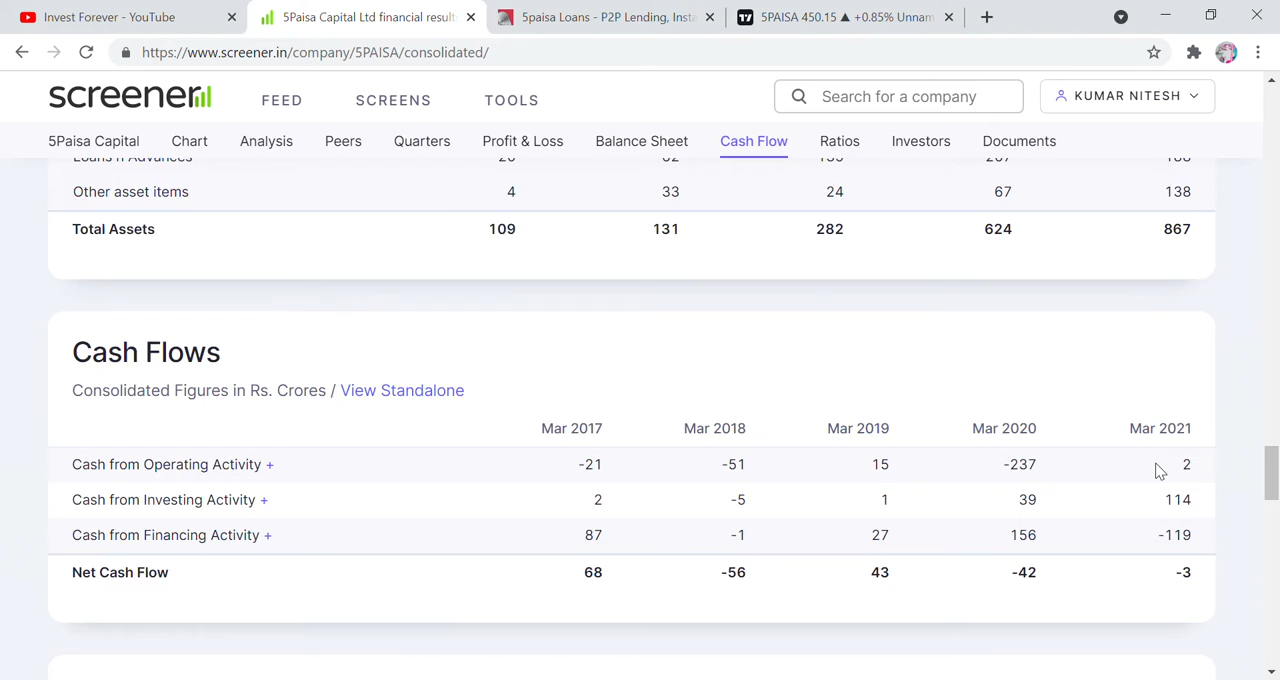 Invest Forever - YouTube
5Paisa Capital Ltd financial result
5paisa Loans - P2P Lending, Insta
5PAISA 450.15 ▲ +0.85% Unnam
https://www.screener.in/company/5PAISA/consolidated/
screener
FEED SCREENS TOOLS
Search for a company
KUMAR NITESH
5Paisa Capital Chart Analysis Peers Quarters Profit & Loss Balance Sheet Cash Flow Ratios Investors Documents
Loans n Advances
Other asset items 4 33 24 67 138
Total Assets 109 131 282 624 867
Cash Flows
Consolidated Figures in Rs. Crores / View Standalone
Mar 2017 Mar 2018 Mar 2019 Mar 2020 Mar 2021
Cash from Operating Activity + -21 -51 15 -237 2
Cash from Investing Activity + 2 -5 1 39 114
Cash from Financing Activity + 87 -1 27 156 -119
Net Cash Flow 68 -56 43 -42 -3